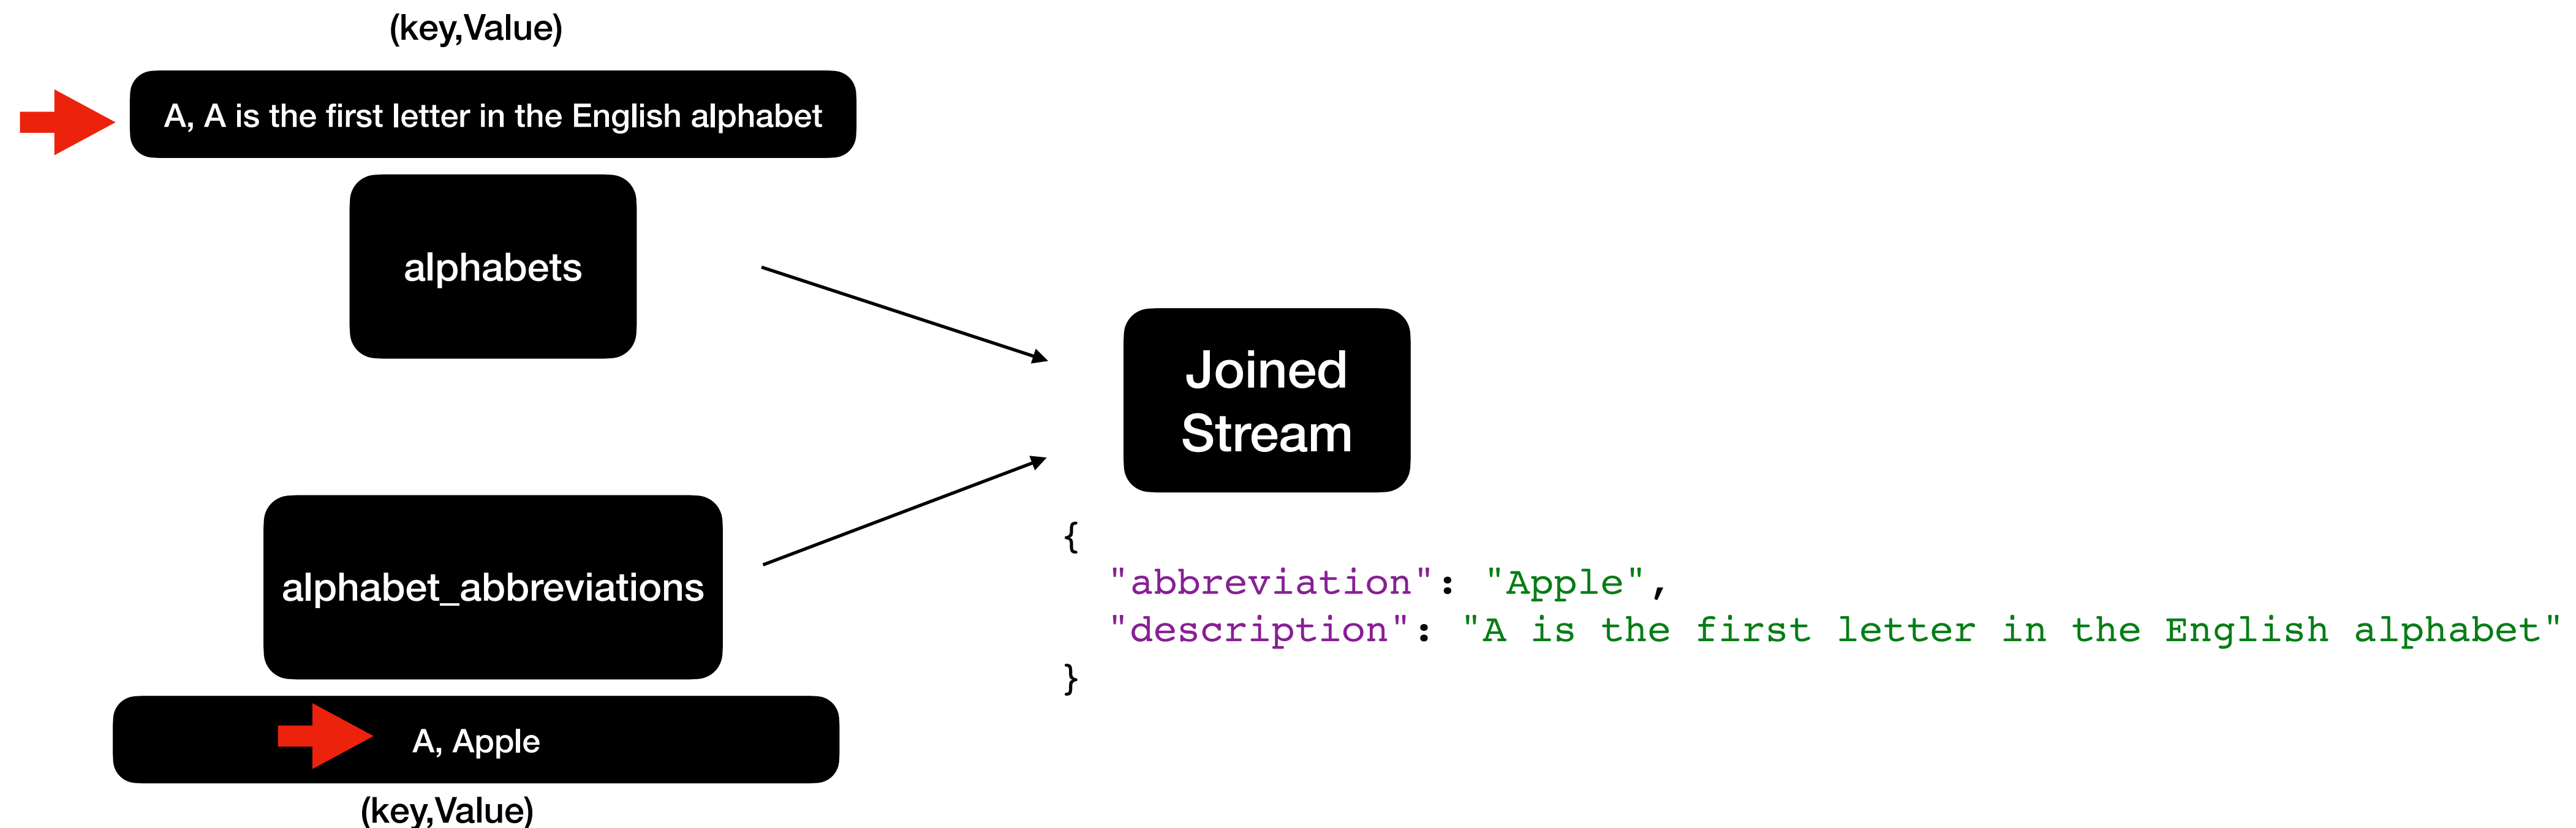 (key,Value)
A, A is the first letter in the English alphabet
alphabets
Joined
Stream
alphabet_abbreviations
{
"abbreviation": "Apple",
"description": "A is the first letter in the English alphabet"
}
A, Apple
(key,Value)